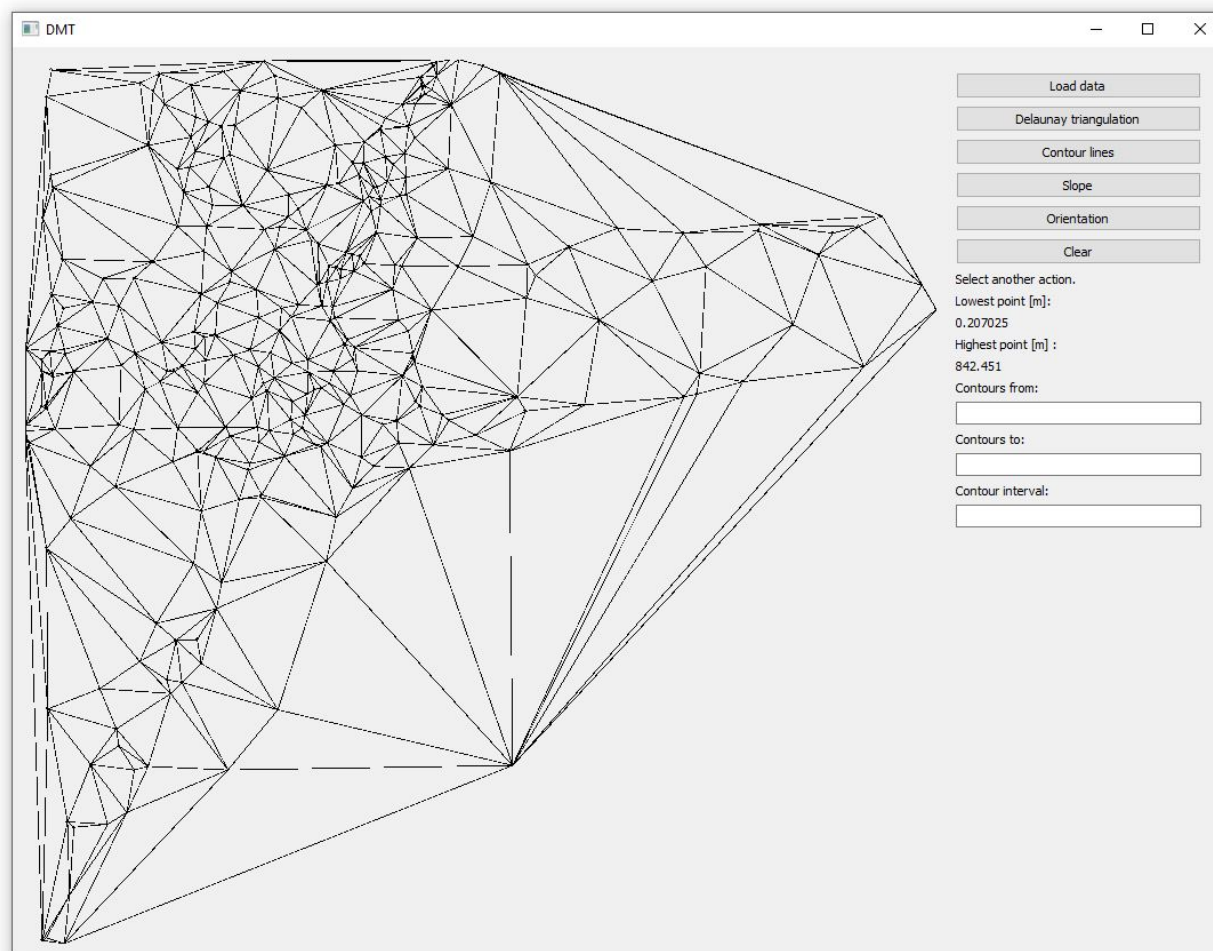 DMT
Load data
Delaunay triangulation
Contour lines
Slope
Orientation
Clear
Select another action.
Lowest point [m]:
0.207025
Highest point [m] :
842.451
Contours from:
Contours to:
Contour interval: